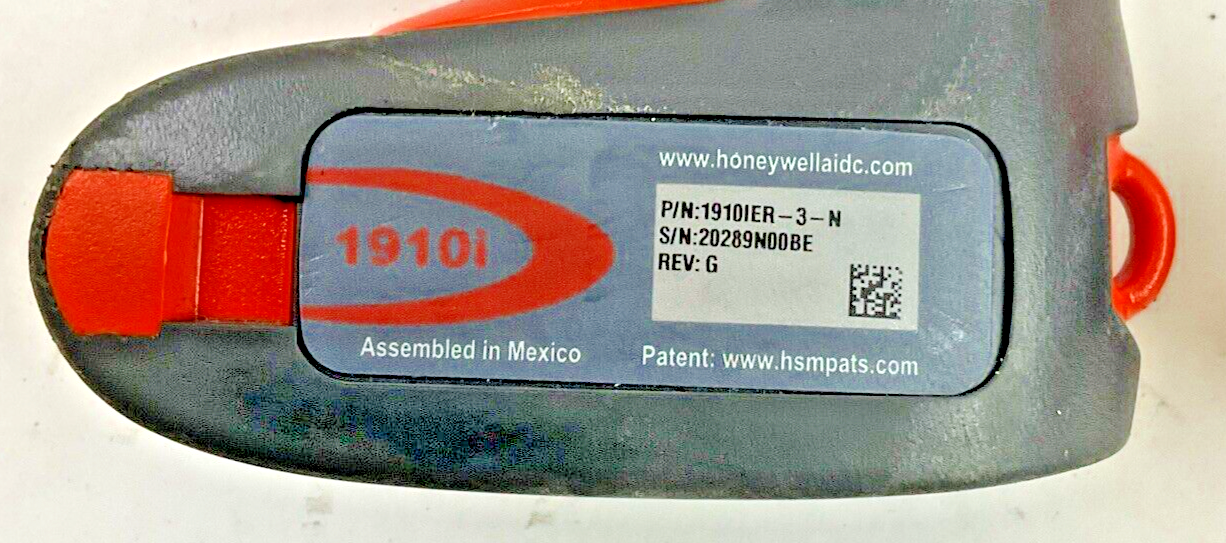 www.honeywellaidc.com
P/N:1910IER-3-N
S/N:20289N00BE
REV: G
1910i
Assembled in Mexico
Patent: www.hsmpats.com